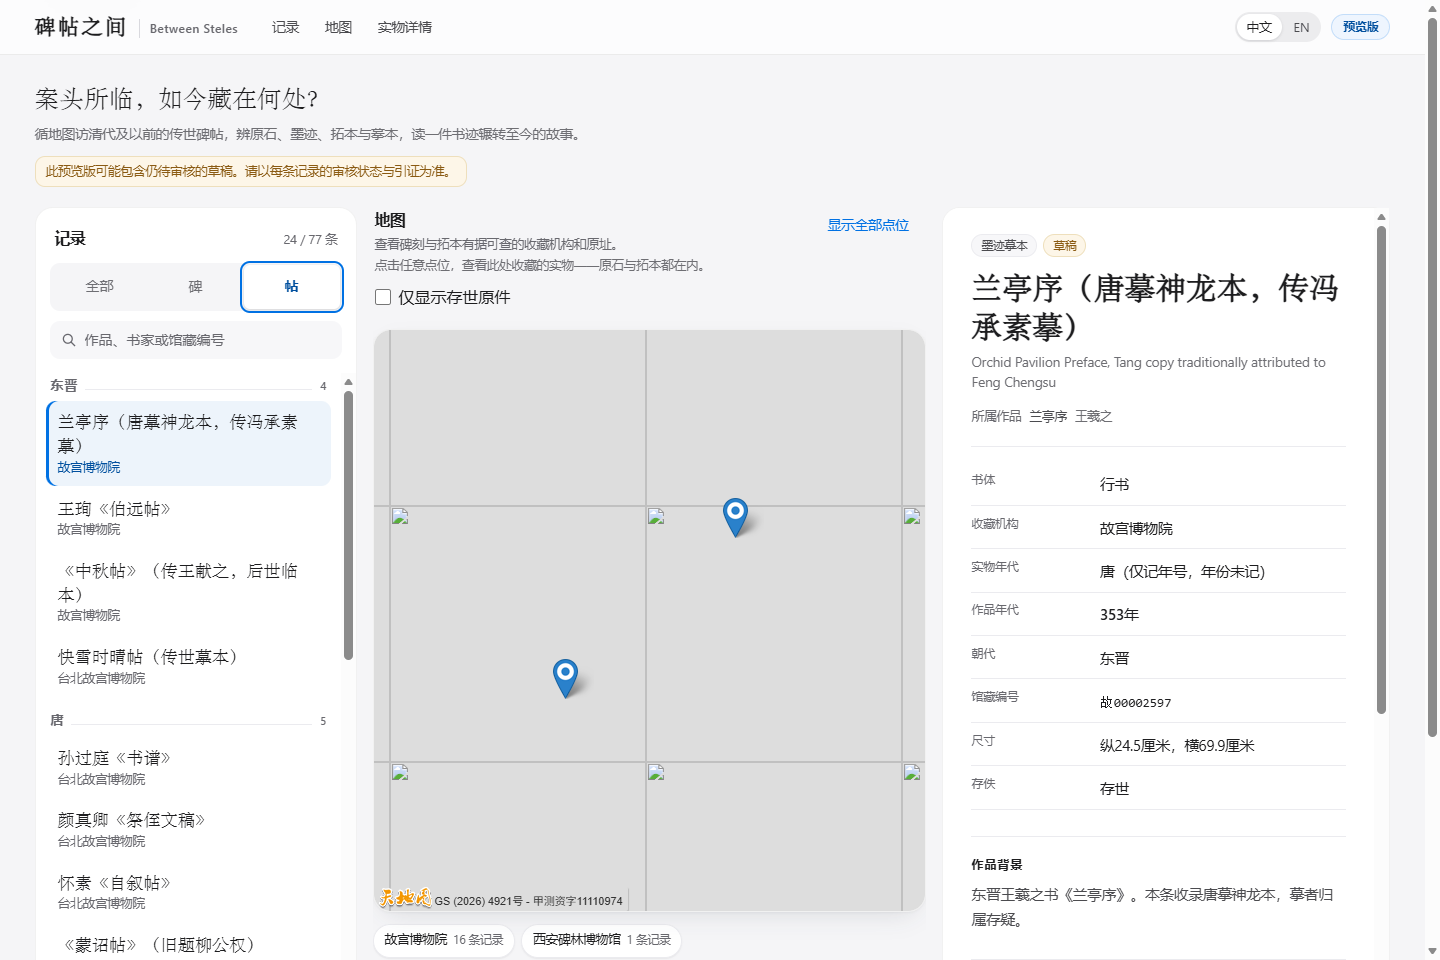 碑帖之间
Between Steles
记录
地图
实物详情
中文
EN
预览版
案头所临，如今藏在何处?
循地图访清代及以前的传世碑帖，辨原石、墨迹、拓本与摹本，读一件书迹辗转至今的故事。
此预览版可能包含仍待审核的草稿。请以每条记录的审核状态与引证为准。
记录
24 / 77 条
全部
碑
帖
作品、书家或馆藏编号
东晋
4
兰亭序（唐摹神龙本，传冯承素
摹）
故宫博物院
王珣《伯远帖》
故宫博物院
《中秋帖》（传王献之，后世临
本）
故宫博物院
快雪时晴帖（传世摹本）
台北故宫博物院
唐
5
孙过庭《书谱》
台北故宫博物院
颜真卿《祭侄文稿》
台北故宫博物院
怀素《自叙帖》
台北故宫博物院
《蒙诏帖》（旧题柳公权）
地图
查看碑刻与拓本有据可查的收藏机构和原址。
点击任意点位，查看此处收藏的实物——原石与拓本都在内。
显示全部点位
仅显示存世原件
天地图
GS (2026) 4921号 - 甲测资字11110974
故宫博物院 16 条记录
西安碑林博物馆 1 条记录
墨迹摹本
草稿
兰亭序（唐摹神龙本，传冯
承素摹）
Orchid Pavilion Preface, Tang copy traditionally attributed to
Feng Chengsu
所属作品 兰亭序 王羲之
书体
行书
收藏机构
故宫博物院
实物年代
唐（仅记年号，年份未记）
作品年代
353年
朝代
东晋
馆藏编号
故00002597
尺寸
纵24.5厘米，横69.9厘米
存佚
存世
作品背景
东晋王羲之书《兰亭序》。本条收录唐摹神龙本，摹者归
属存疑。